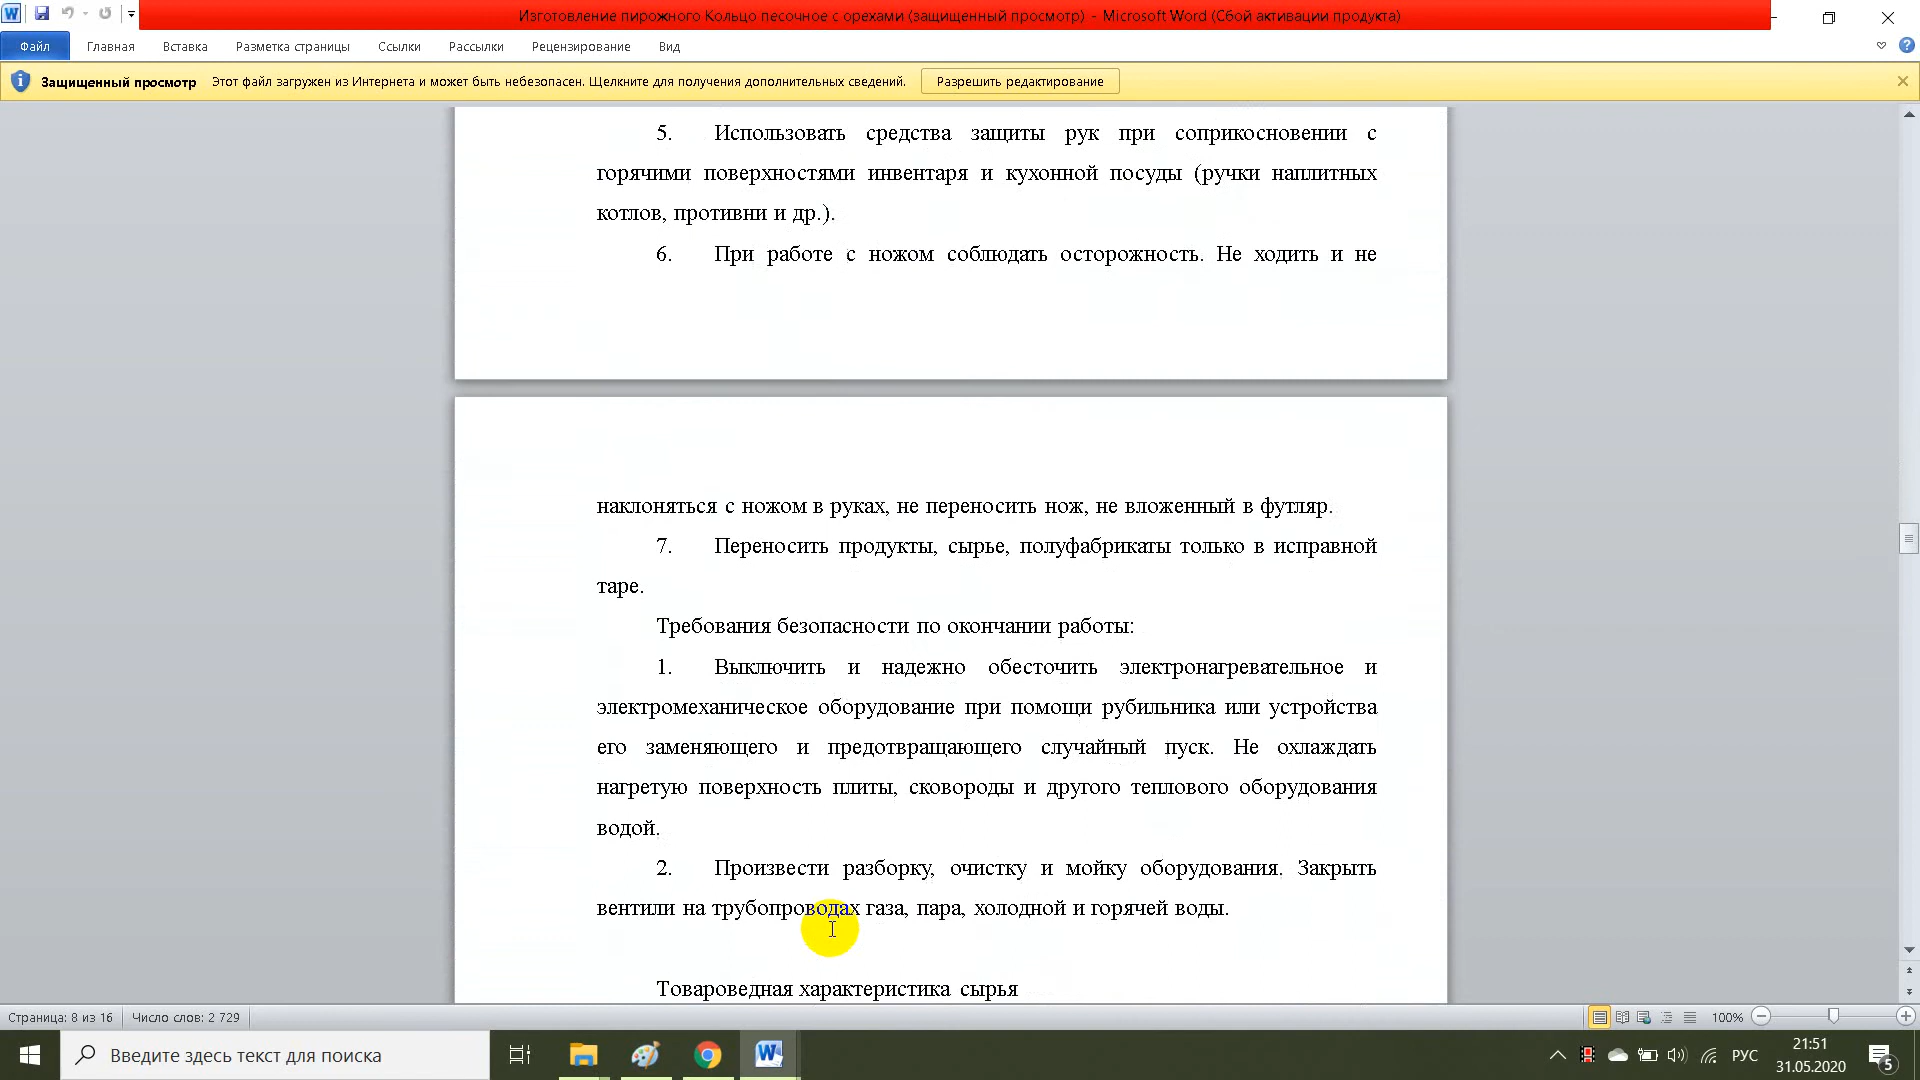 Изготовление пирожного Кольцо песочное с орехами (защищенный просмотр) - Microsoft Word (Сбой активации продукта)
Файл Главная Вставка Разметка страницы Ссылки Рассылки Рецензирование Вид
Защищенный просмотр Этот файл загружен из Интернета и может быть небезопасен. Щелкните для получения дополнительных сведений. Разрешить редактирование
5. Использовать средства защиты рук при соприкосновении с
горячими поверхностями инвентаря и кухонной посуды (ручки наплитных
котлов, противни и др.).
6. При работе с ножом соблюдать осторожность. Не ходить и не
наклоняться с ножом в руках, не переносить нож, не вложенный в футляр.
7. Переносить продукты, сырье, полуфабрикаты только в исправной
таре.
Требования безопасности по окончании работы:
1. Выключить и надежно обесточить электронагревательное и
электромеханическое оборудование при помощи рубильника или устройства
его заменяющего и предотвращающего случайный пуск. Не охлаждать
нагретую поверхность плиты, сковороды и другого теплового оборудования
водой.
2. Произвести разборку, очистку и мойку оборудования. Закрыть
вентили на трубопроводах газа, пара, холодной и горячей воды.
Товароведная характеристика сырья
Страница: 8 из 16 Число слов: 2 729 100%
Введите здесь текст для поиска РУС 21:51
31.05.2020 5